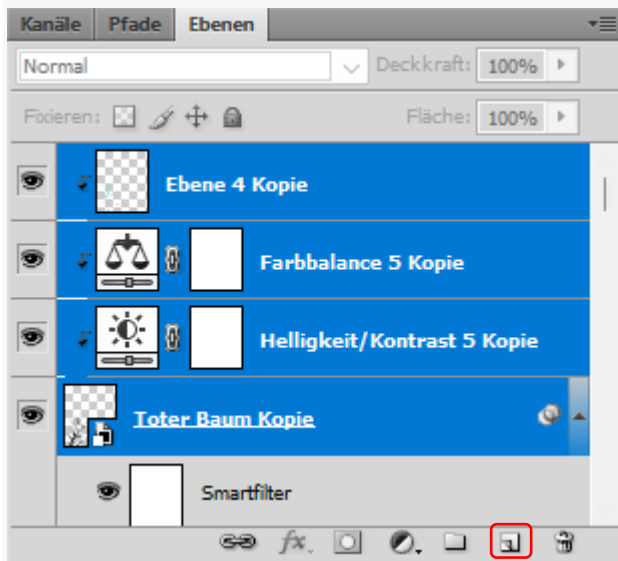 Kanäle Pfade Ebenen
Normal Deckkraft: 100%
Fixieren: Fläche: 100%
Ebene 4 Kopie
Farbbalance 5 Kopie
Helligkeit/Kontrast 5 Kopie
Toter Baum Kopie
Smartfilter
fx.